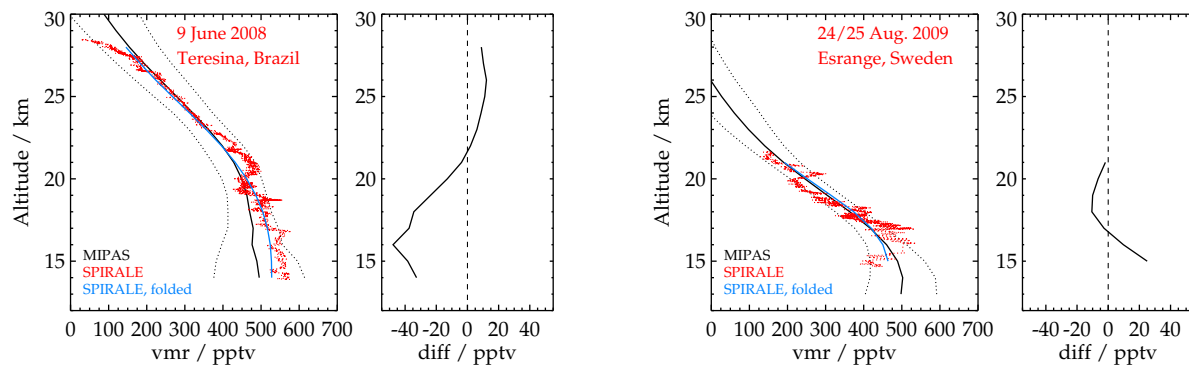 9 June 2008
Teresina, Brazil
30
25
20
15
Altitude / km
MIPAS
SPIRALE
SPIRALE, folded
0 100 200 300 400 500 600 700
vmr / pptv
30
25
20
15
-40 -20 0 20 40
diff / pptv
24/25 Aug. 2009
Esrange, Sweden
30
25
20
15
Altitude / km
MIPAS
SPIRALE
SPIRALE, folded
0 100 200 300 400 500 600 700
vmr / pptv
30
25
20
15
-40 -20 0 20 40
diff / pptv